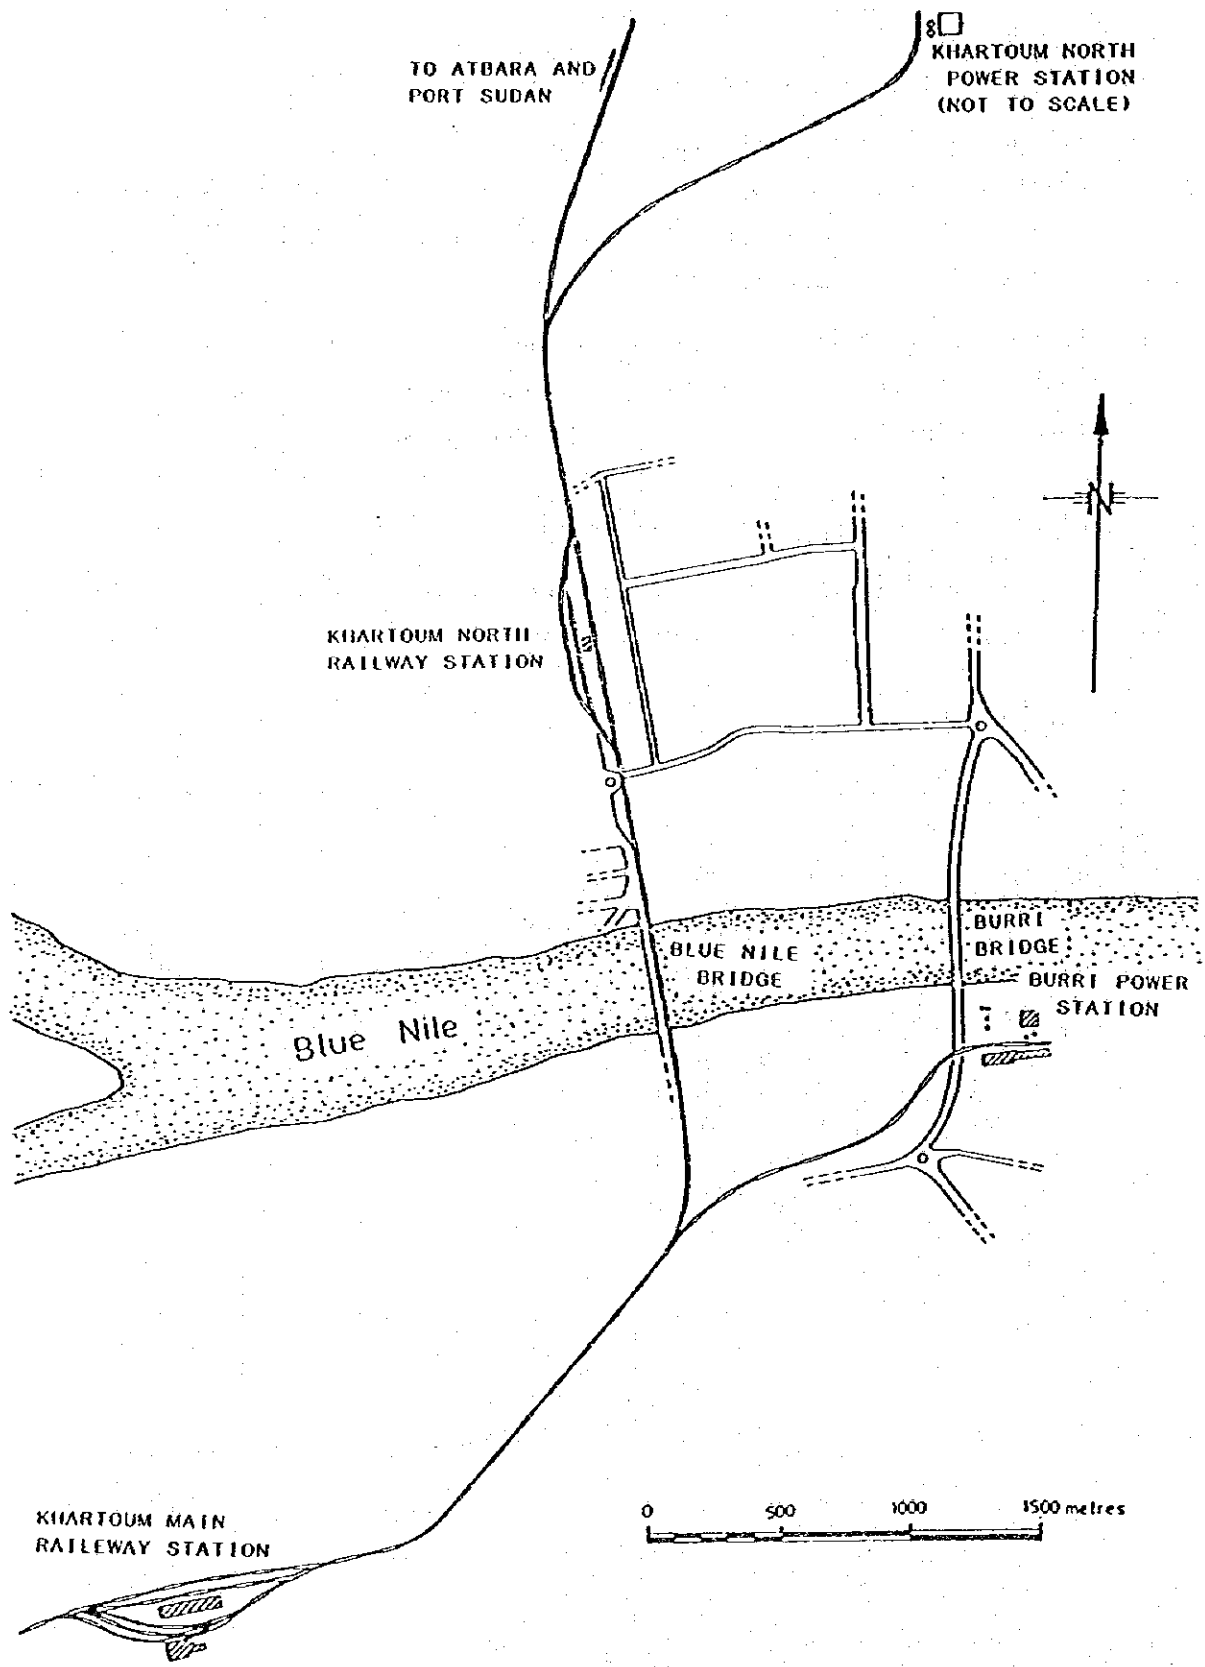 TO ATBARA AND
PORT SUDAN
KHARTOUM NORTH
POWER STATION
(NOT TO SCALE)
N
KHARTOUM NORTH
RAILWAY STATION
BLUE NILE
BRIDGE
BURRI
BRIDGE
BURRI POWER
STATION
Blue Nile
0 500 1000 1500 metres
KHARTOUM MAIN
RAILEWAY STATION